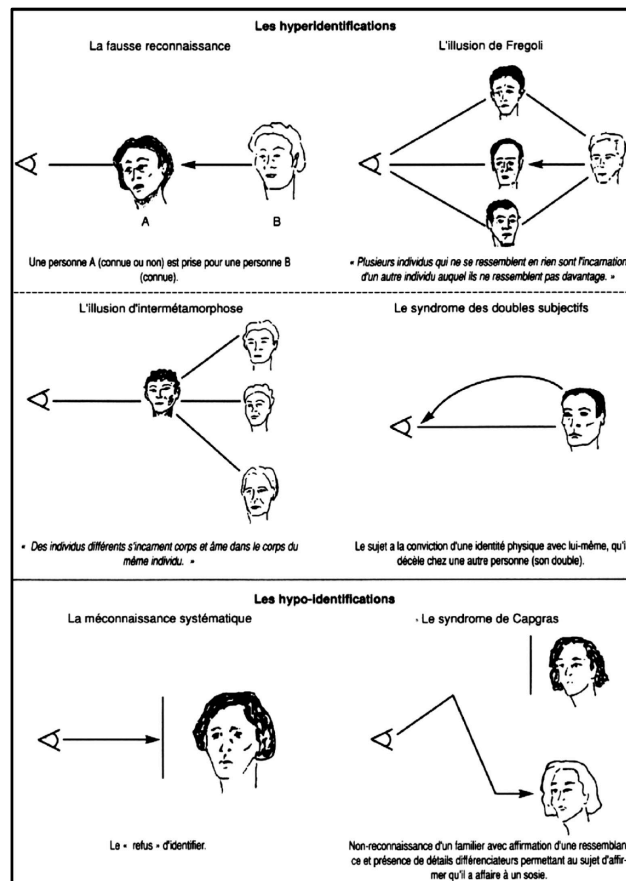 Les hyperidentifications
La fausse reconnaissance
A
B
Une personne A (connue ou non) est prise pour une personne B
(connue).
L'illusion de Fregoli
« Plusieurs individus qui ne se ressemblent en rien sont l'incarnation
d'un autre individu auquel ils ne ressemblent pas davantage. »
L'illusion d'intermétamorphose
« Des individus différents s'incarnent corps et âme dans le corps du
même individu. »
Le syndrome des doubles subjectifs
Le sujet a la conviction d'une identité physique avec lui-même, qu'i
décèle chez une autre personne (son double).
Les hypo-identifications
La méconnaissance systématique
Le « refus » d'identifier.
Le syndrome de Capgras
Non-reconnaissance d'un familier avec affirmation d'une ressemblan-
ce et présence de détails différenciateurs permettant au sujet d'affir-
mer qu'il a affaire à un sosie.